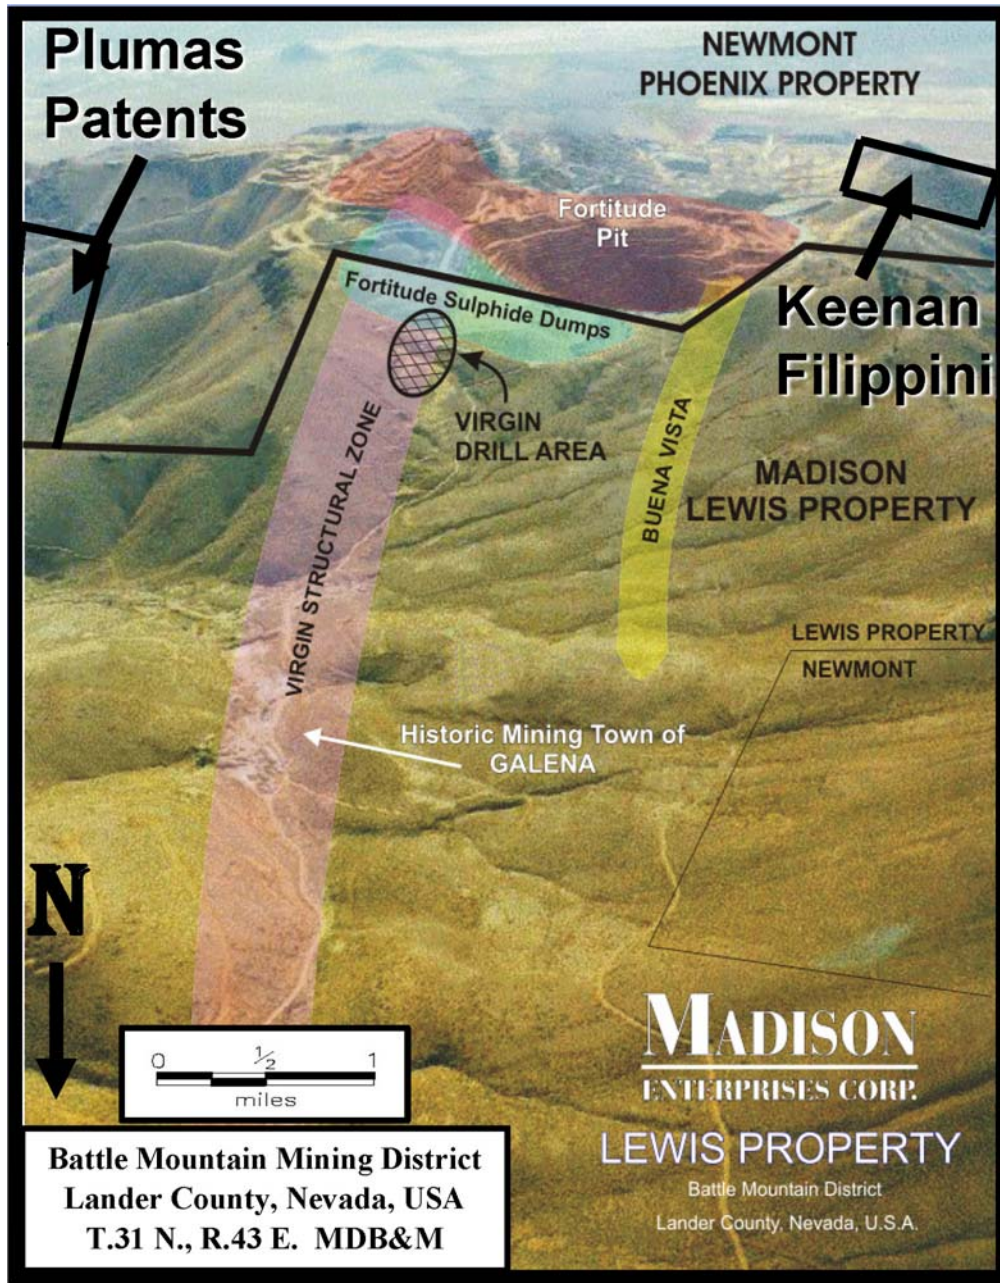 Plumas
Patents
NEWMONT
PHOENIX PROPERTY
Fortitude
Pit
Fortitude Sulphide Dumps
Keenan
Filippini
VIRGIN
DRILL AREA
VIRGIN STRUCTURAL ZONE
BUENA VISTA
MADISON
LEWIS PROPERTY
LEWIS PROPERTY
NEWMONT
Historic Mining Town of
GALENA
N
0 ½ 1
miles
MADISON
ENTERPRISES CORP.
LEWIS PROPERTY
Battle Mountain District
Lander County, Nevada, U.S.A.
Battle Mountain Mining District
Lander County, Nevada, USA
T.31 N., R.43 E. MDB&M